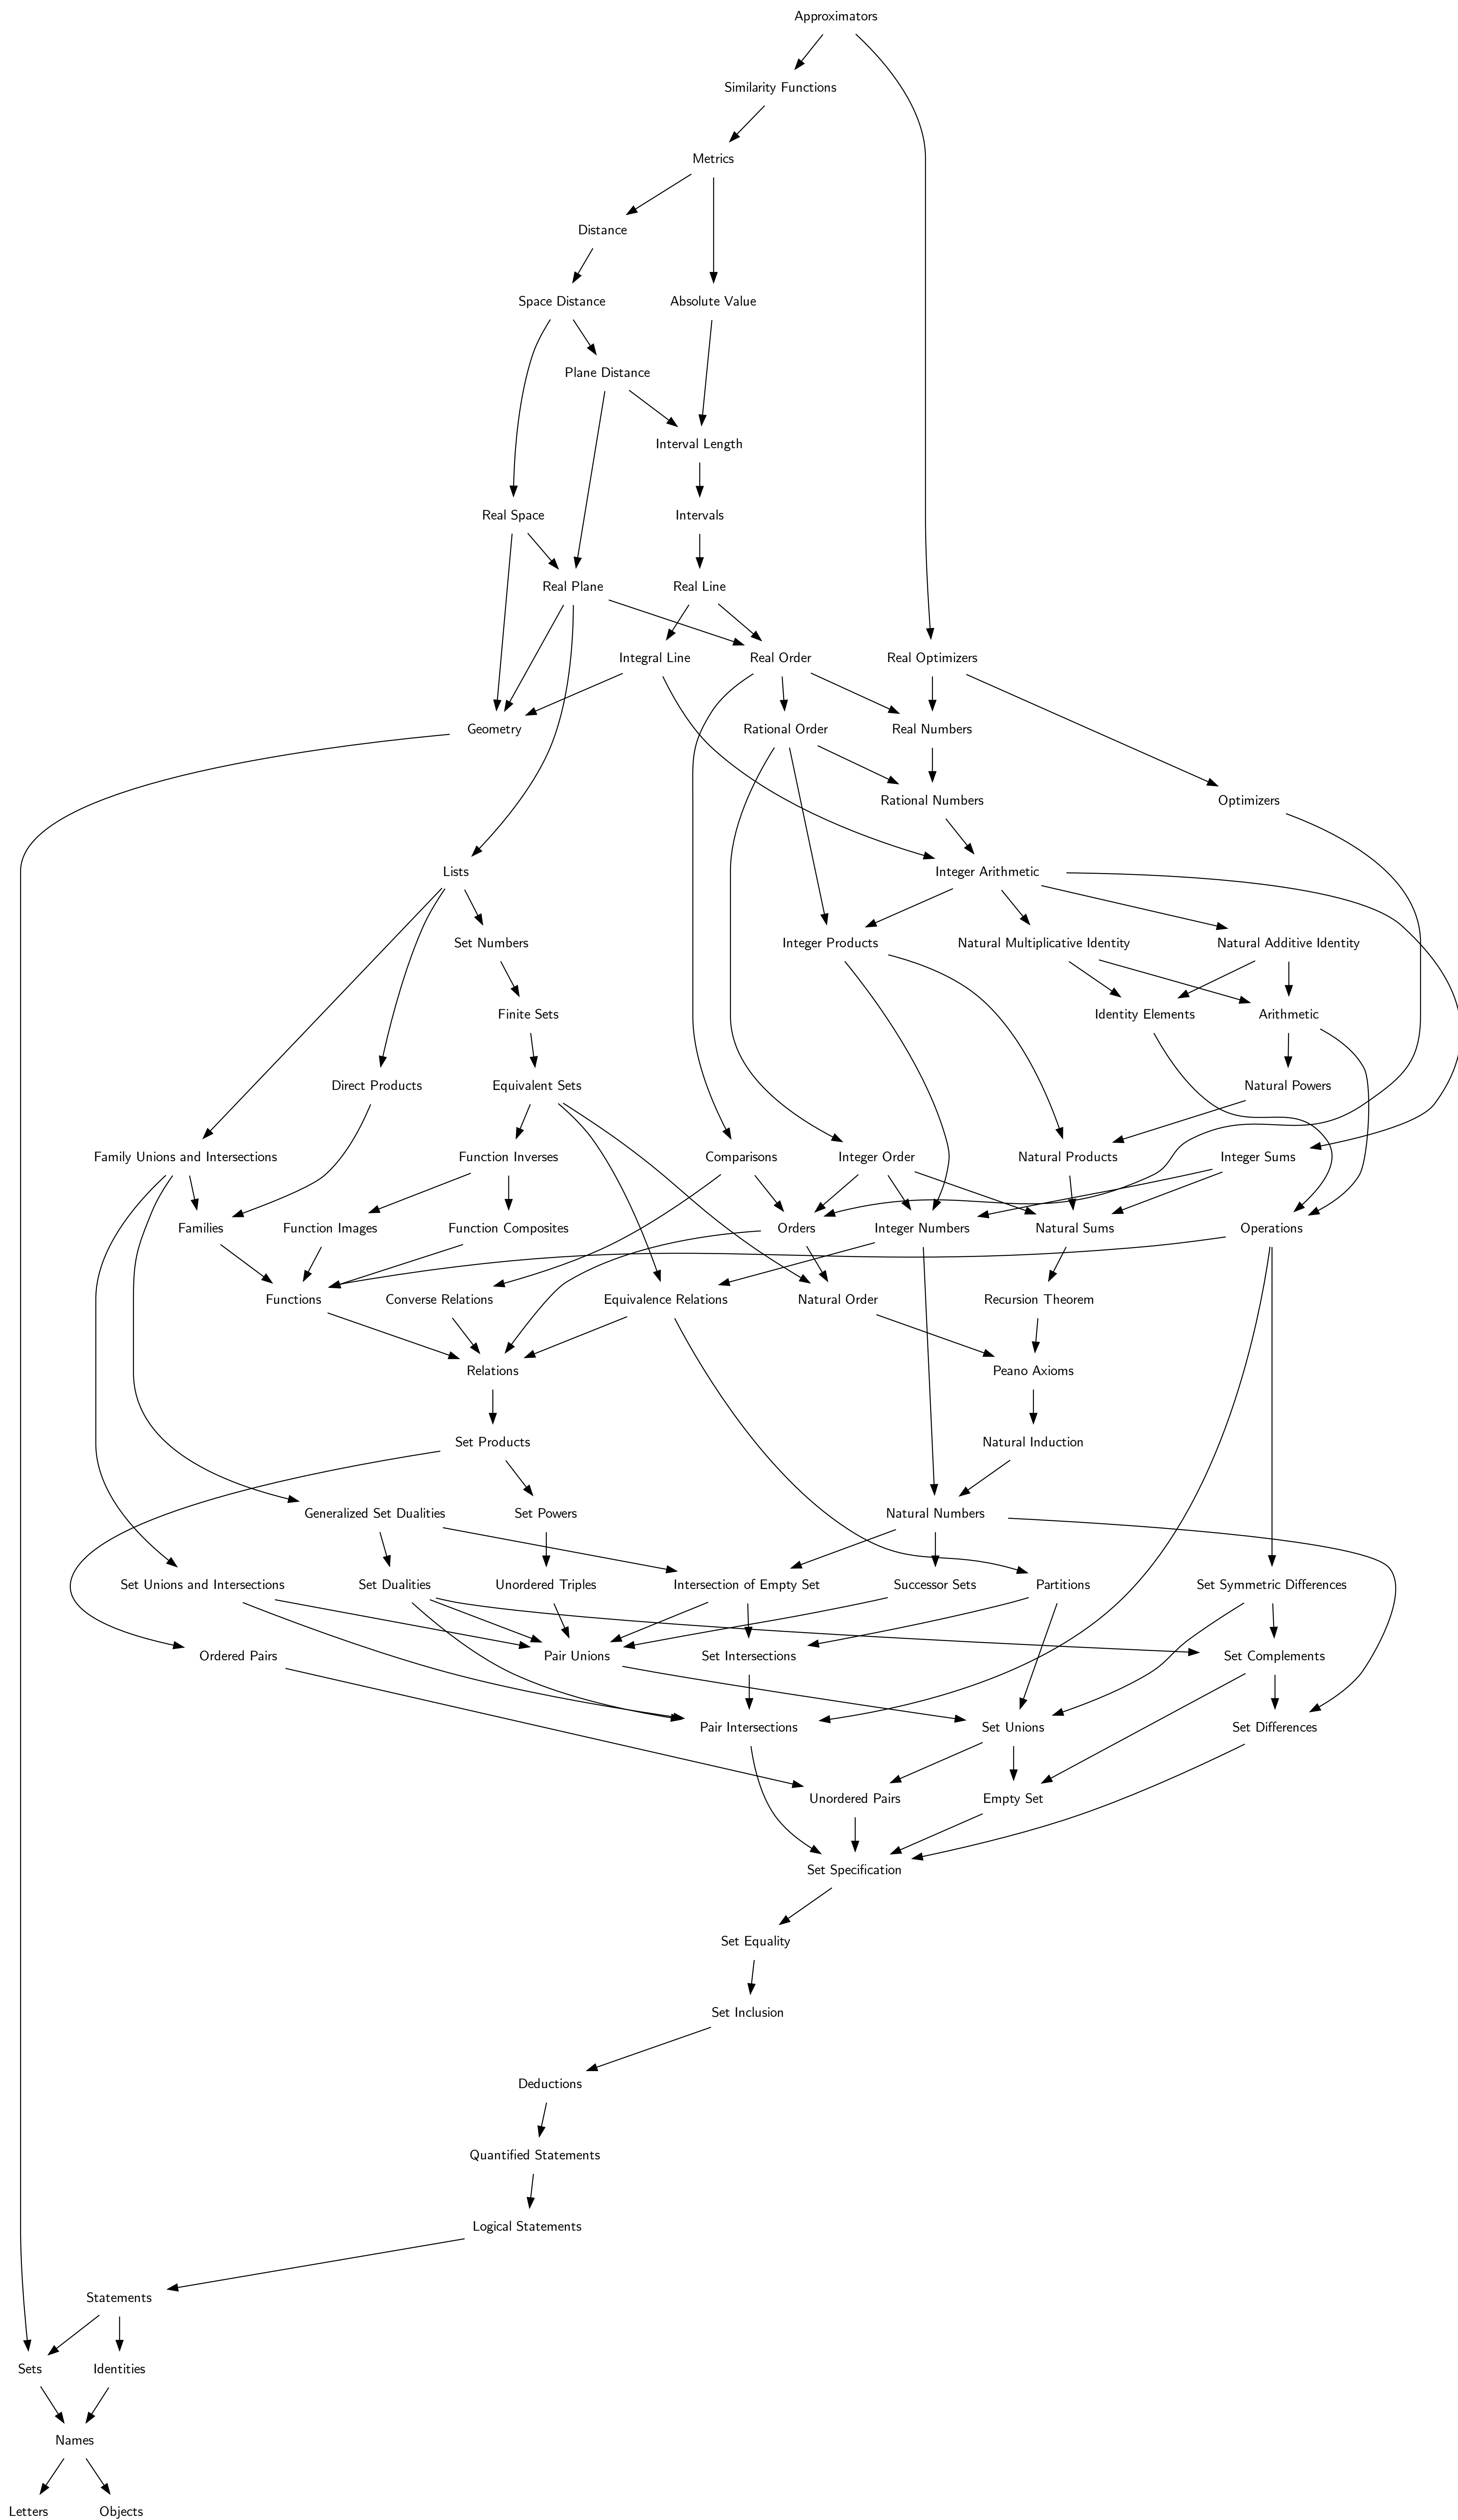 Approximators
Similarity Functions
Metrics
Distance
Space Distance
Absolute Value
Plane Distance
Interval Length
Real Space
Intervals
Real Plane
Real Line
Integral Line
Real Order
Real Optimizers
Geometry
Rational Order
Real Numbers
Rational Numbers
Optimizers
Lists
Integer Arithmetic
Set Numbers
Integer Products
Natural Multiplicative Identity
Natural Additive Identity
Finite Sets
Identity Elements
Arithmetic
Direct Products
Equivalent Sets
Natural Powers
Family Unions and Intersections
Function Inverses
Comparisons
Integer Order
Natural Products
Integer Sums
Families
Function Images
Function Composites
Orders
Integer Numbers
Natural Sums
Operations
Functions
Converse Relations
Equivalence Relations
Natural Order
Recursion Theorem
Relations
Peano Axioms
Set Products
Natural Induction
Generalized Set Dualities
Set Powers
Natural Numbers
Set Unions and Intersections
Set Dualities
Unordered Triples
Intersection of Empty Set
Successor Sets
Partitions
Set Symmetric Differences
Ordered Pairs
Pair Unions
Set Intersections
Set Complements
Pair Intersections
Set Unions
Set Differences
Unordered Pairs
Empty Set
Set Specification
Set Equality
Set Inclusion
Deductions
Quantified Statements
Logical Statements
Statements
Sets
Identities
Names
Letters
Objects